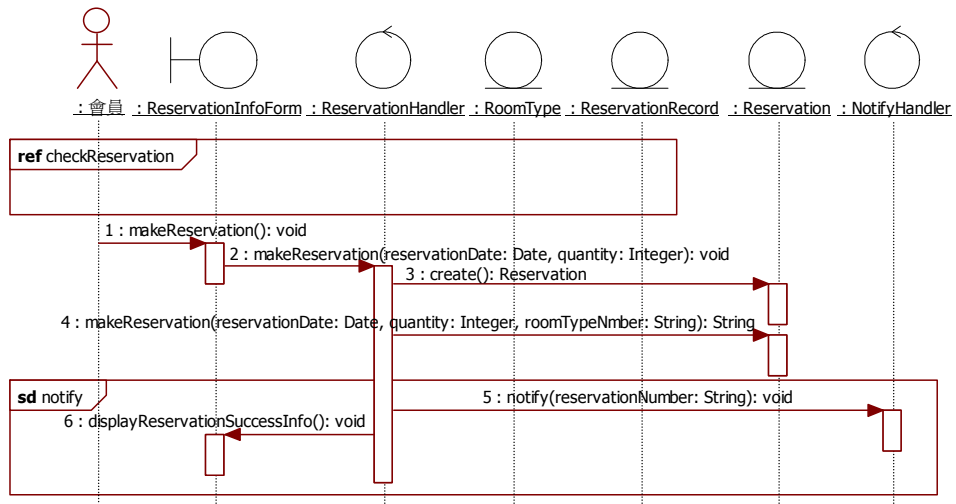 : 會員 : ReservationInfoForm : ReservationHandler : RoomType : ReservationRecord : Reservation : NotifyHandler
ref checkReservation
1 : makeReservation(): void
2 : makeReservation(reservationDate: Date, quantity: Integer): void
3 : create(): Reservation
4 : makeReservation(reservationDate: Date, quantity: Integer, roomTypeNmber: String): String
sd notify
5 : notify(reservationNumber: String): void
6 : displayReservationSuccessInfo(): void